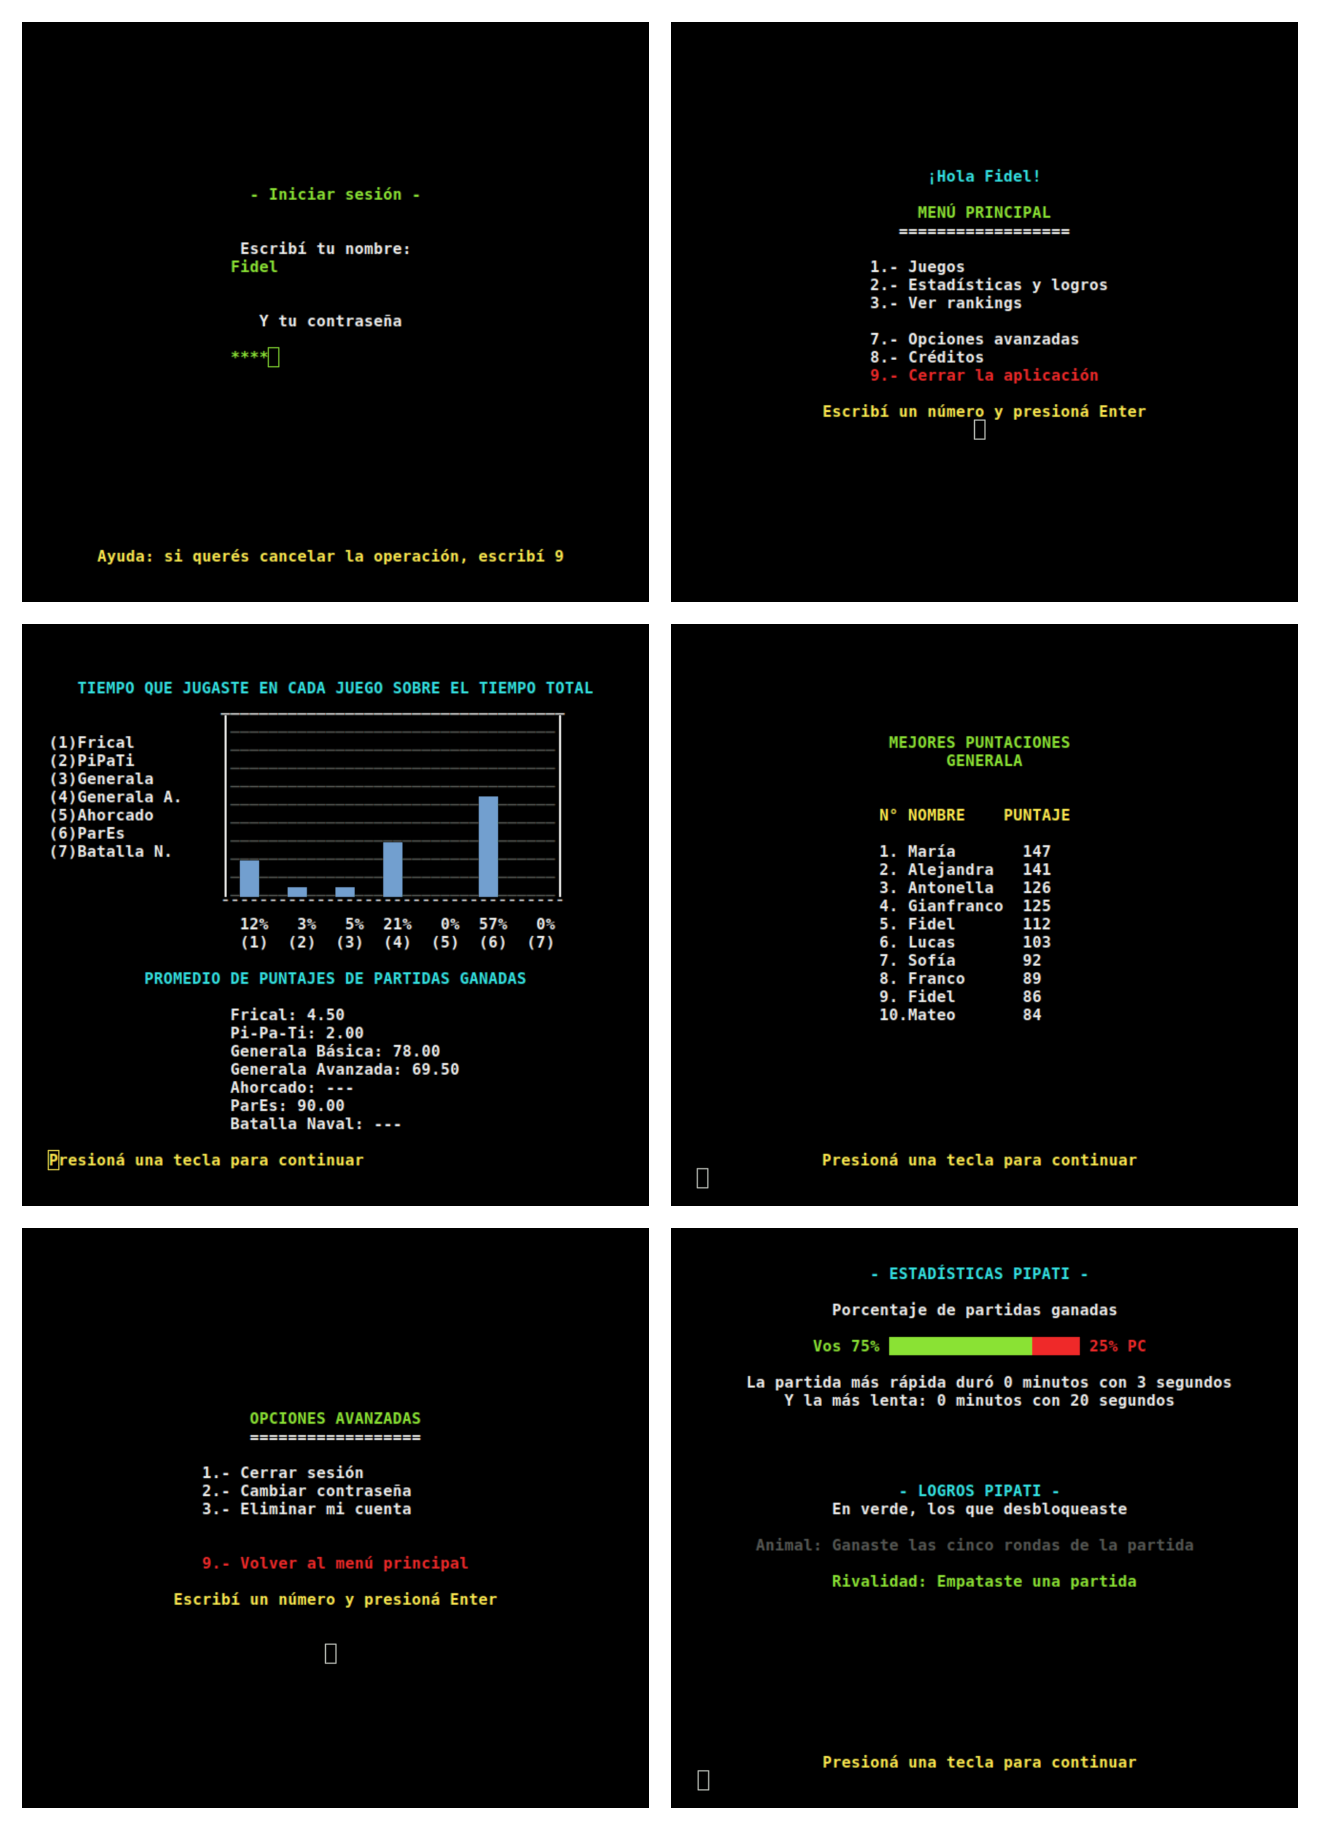 - Iniciar sesión -
Escribí tu nombre:
Fidel
Y tu contraseña
****
Ayuda: si querés cancelar la operación, escribí 9
¡Hola Fidel!
MENÚ PRINCIPAL
==================
1.- Juegos
2.- Estadísticas y logros
3.- Ver rankings
7.- Opciones avanzadas
8.- Créditos
9.- Cerrar la aplicación
Escribí un número y presioná Enter
TIEMPO QUE JUGASTE EN CADA JUEGO SOBRE EL TIEMPO TOTAL
(1)Frical
(2)PiPaTi
(3)Generala
(4)Generala A.
(5)Ahorcado
(6)ParEs
(7)Batalla N.
12% 3% 5% 21% 0% 57% 0%
(1) (2) (3) (4) (5) (6) (7)
PROMEDIO DE PUNTAJES DE PARTIDAS GANADAS
Frical: 4.50
Pi-Pa-Ti: 2.00
Generala Básica: 78.00
Generala Avanzada: 69.50
Ahorcado: ---
ParEs: 90.00
Batalla Naval: ---
Presioná una tecla para continuar
MEJORES PUNTACIONES
GENERALA
N° NOMBRE PUNTAJE
1. María 147
2. Alejandra 141
3. Antonella 126
4. Gianfranco 125
5. Fidel 112
6. Lucas 103
7. Sofía 92
8. Franco 89
9. Fidel 86
10.Mateo 84
Presioná una tecla para continuar
OPCIONES AVANZADAS
==================
1.- Cerrar sesión
2.- Cambiar contraseña
3.- Eliminar mi cuenta
9.- Volver al menú principal
Escribí un número y presioná Enter
- ESTADÍSTICAS PIPATI -
Porcentaje de partidas ganadas
Vos 75% 25% PC
La partida más rápida duró 0 minutos con 3 segundos
Y la más lenta: 0 minutos con 20 segundos
- LOGROS PIPATI -
En verde, los que desbloqueaste
Animal: Ganaste las cinco rondas de la partida
Rivalidad: Empataste una partida
Presioná una tecla para continuar